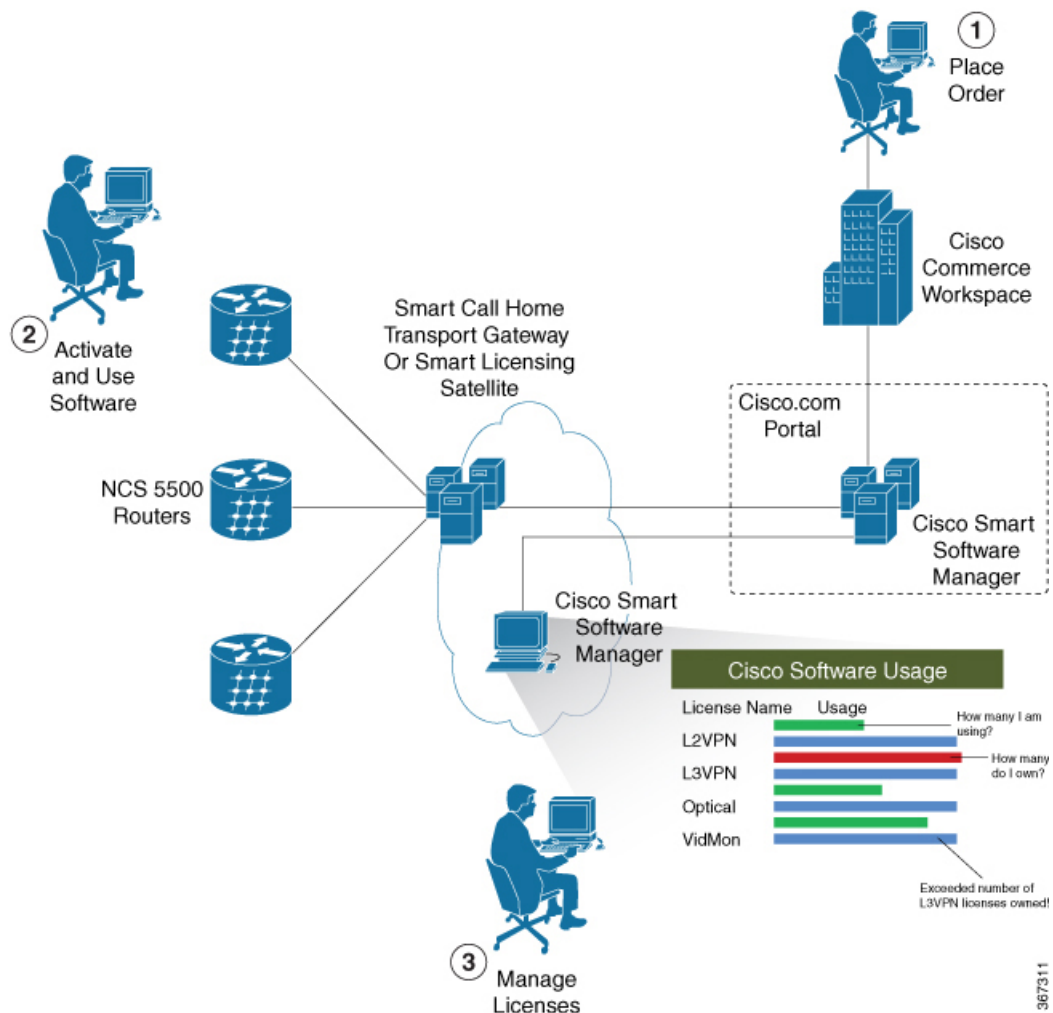 1
Place
Order
Cisco
Commerce
Workspace
2
Activate
and Use
Software
Smart Call Home
Transport Gateway
Or Smart Licensing
Satellite
NCS 5500
Routers
Cisco.com
Portal
Cisco Smart
Software
Manager
Cisco Smart
Software
Manager
Cisco Software Usage
License Name Usage
How many I am
using?
L2VPN
How many
do I own?
L3VPN
Optical
VidMon
Exceeded number of
L3VPN licenses owned!
3
Manage
Licenses
367311